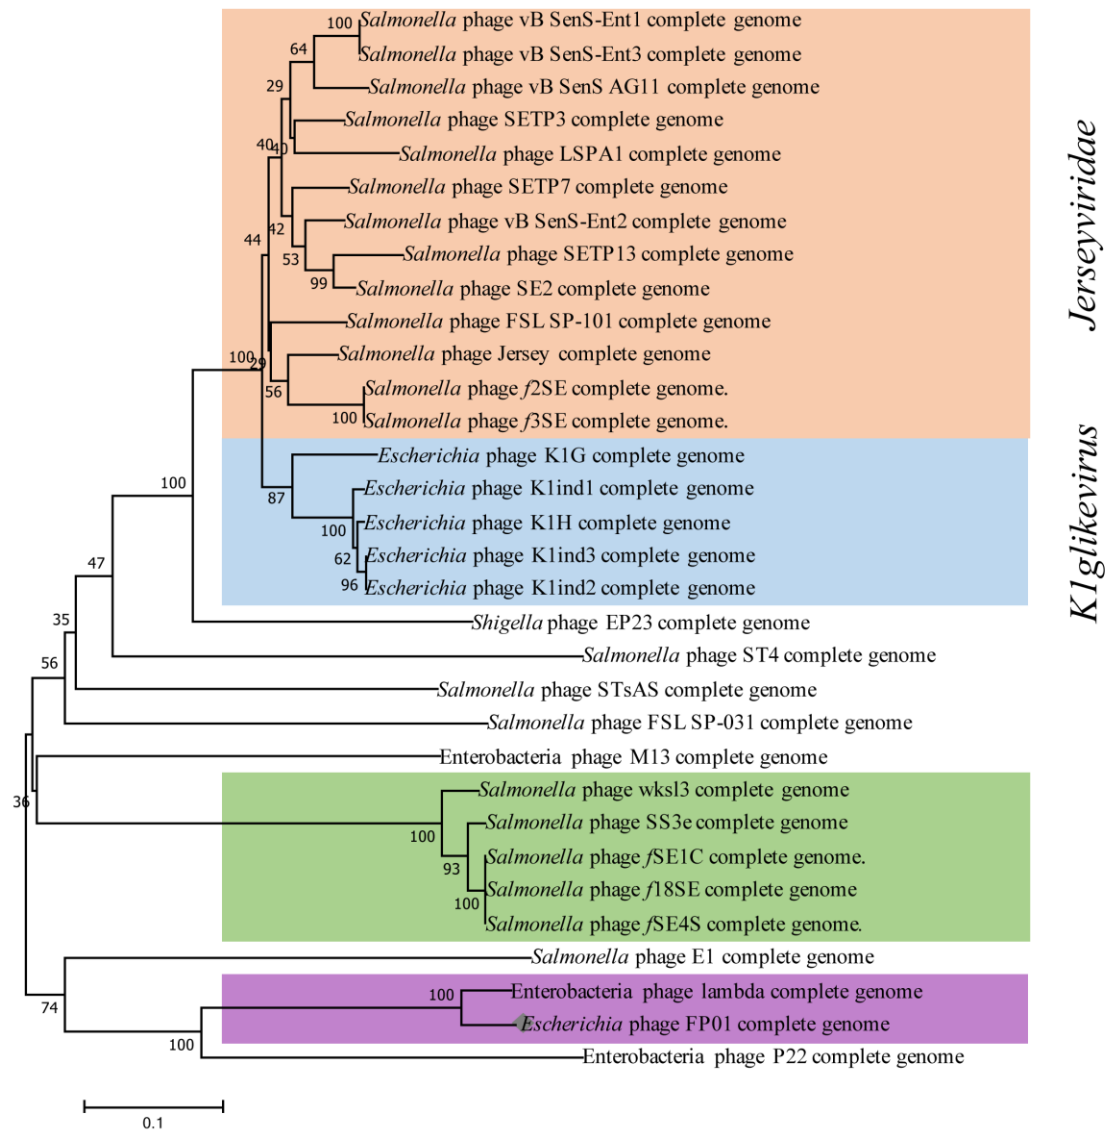 100 Salmonella phage vB SenS-Ent1 complete genome
64 Salmonella phage vB SenS-Ent3 complete genome
29 Salmonella phage vB SenS AG11 complete genome
Salmonella phage SETP3 complete genome
40 40 Salmonella phage LSPA1 complete genome
Salmonella phage SETP7 complete genome
42 Salmonella phage vB SenS-Ent2 complete genome
44 53 Salmonella phage SETP13 complete genome
99 Salmonella phage SE2 complete genome
Salmonella phage FSL SP-101 complete genome
100 29 Salmonella phage Jersey complete genome
56 Salmonella phage f2SE complete genome.
100 Salmonella phage f3SE complete genome.
Jerseyviridae
Escherichia phage K1G complete genome
100 87 Escherichia phage K1ind1 complete genome
100 Escherichia phage K1H complete genome
47 62 Escherichia phage K1ind3 complete genome
96 Escherichia phage K1ind2 complete genome
K1glikevirus
35 Shigella phage EP23 complete genome
56 Salmonella phage ST4 complete genome
Salmonella phage STsAS complete genome
Salmonella phage FSL SP-031 complete genome
Enterobacteria phage M13 complete genome
36 Salmonella phage wksl3 complete genome
100 Salmonella phage SS3e complete genome
93 Salmonella phage fSE1C complete genome.
100 Salmonella phage f18SE complete genome
Salmonella phage fSE4S complete genome.
Salmonella phage E1 complete genome
74 100 Enterobacteria phage lambda complete genome
Escherichia phage FP01 complete genome
100 Enterobacteria phage P22 complete genome
0.1